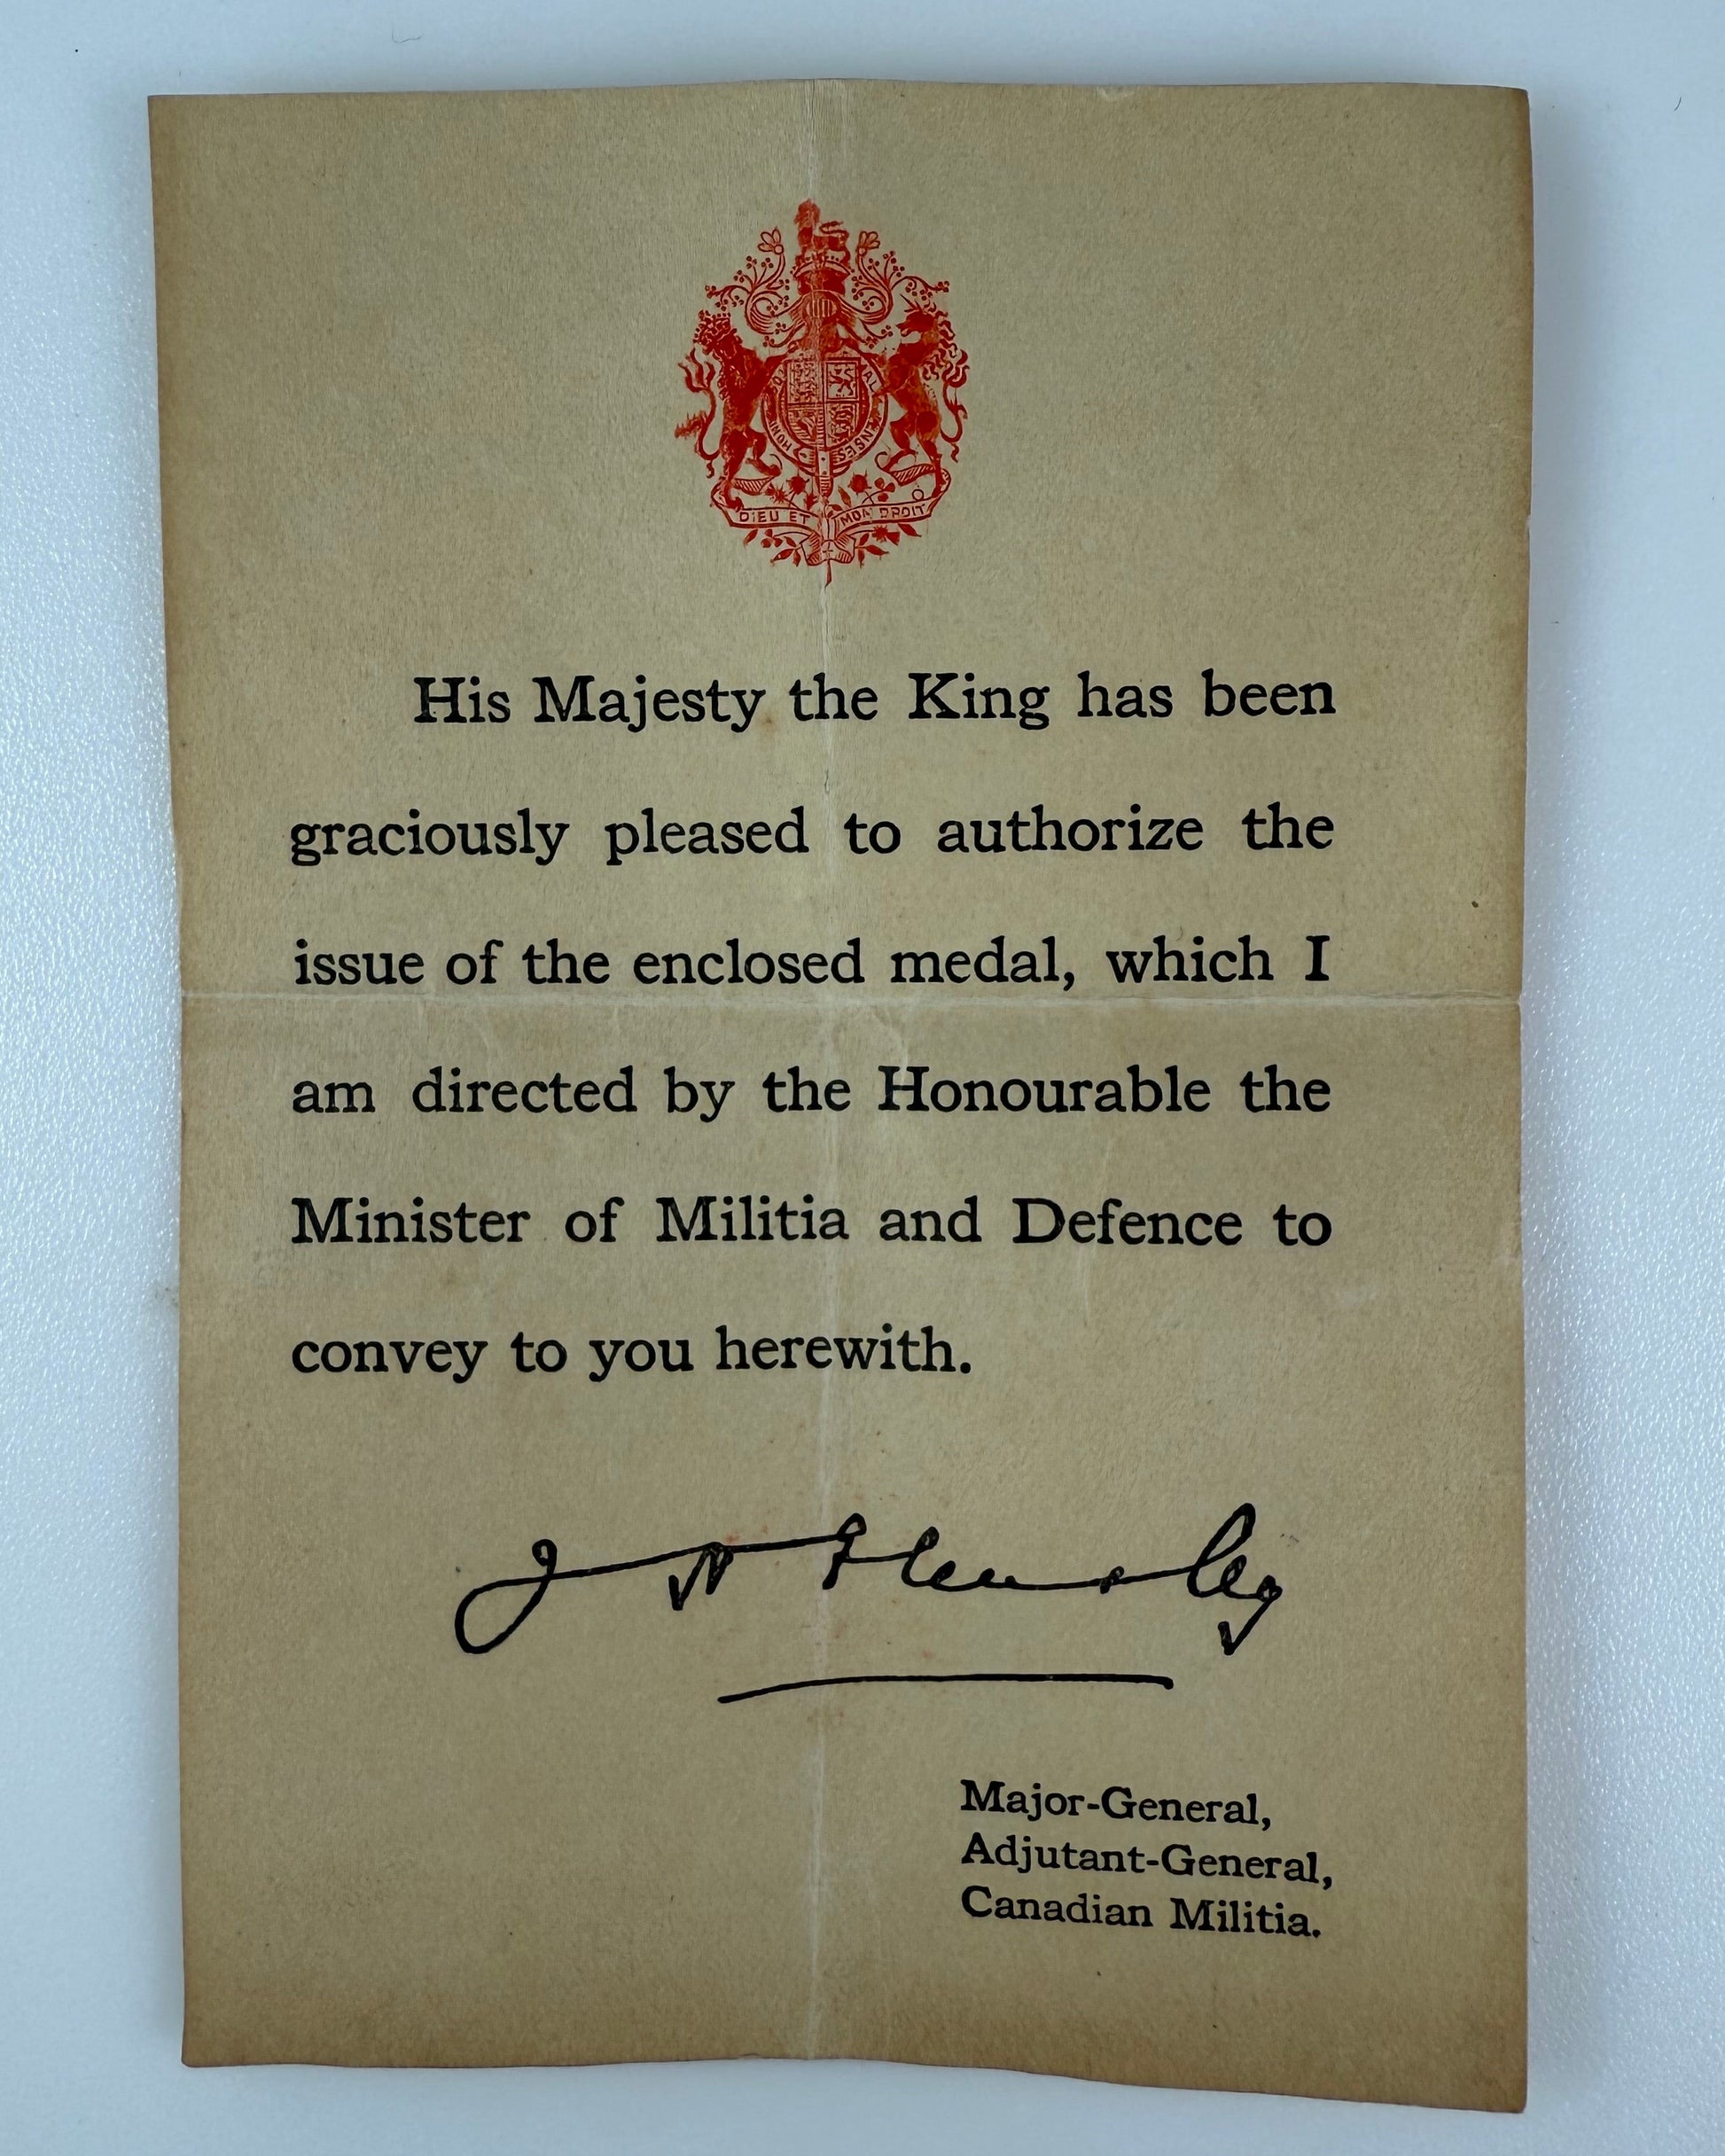 DIEU ET MON DROIT
His Majesty the King has been
graciously pleased to authorize the
issue of the enclosed medal, which I
am directed by the Honourable the
Minister of Militia and Defence to
convey to you herewith.
J H Elmsley
Major-General,
Adjutant-General,
Canadian Militia.